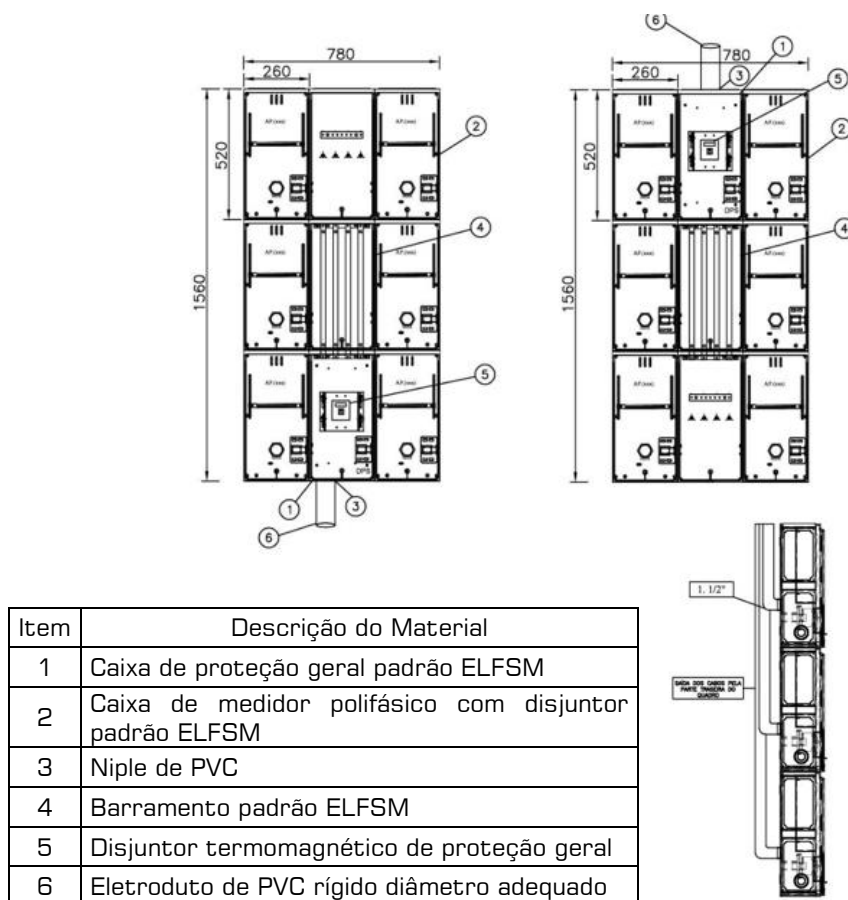 6
780
260
1
5
3
2
520
4
1560
DPS
780
260
2
520
4
1560
5
DPS
1
3
6
1. 1/2"
SAÍDA DOS CABOS PELA
PARTE TRASEIRA DO
QUADRO
Item Descrição do Material
1 Caixa de proteção geral padrão ELFSM
2 Caixa de medidor polifásico com disjuntor
padrão ELFSM
3 Niple de PVC
4 Barramento padrão ELFSM
5 Disjuntor termomagnético de proteção geral
6 Eletroduto de PVC rígido diâmetro adequado